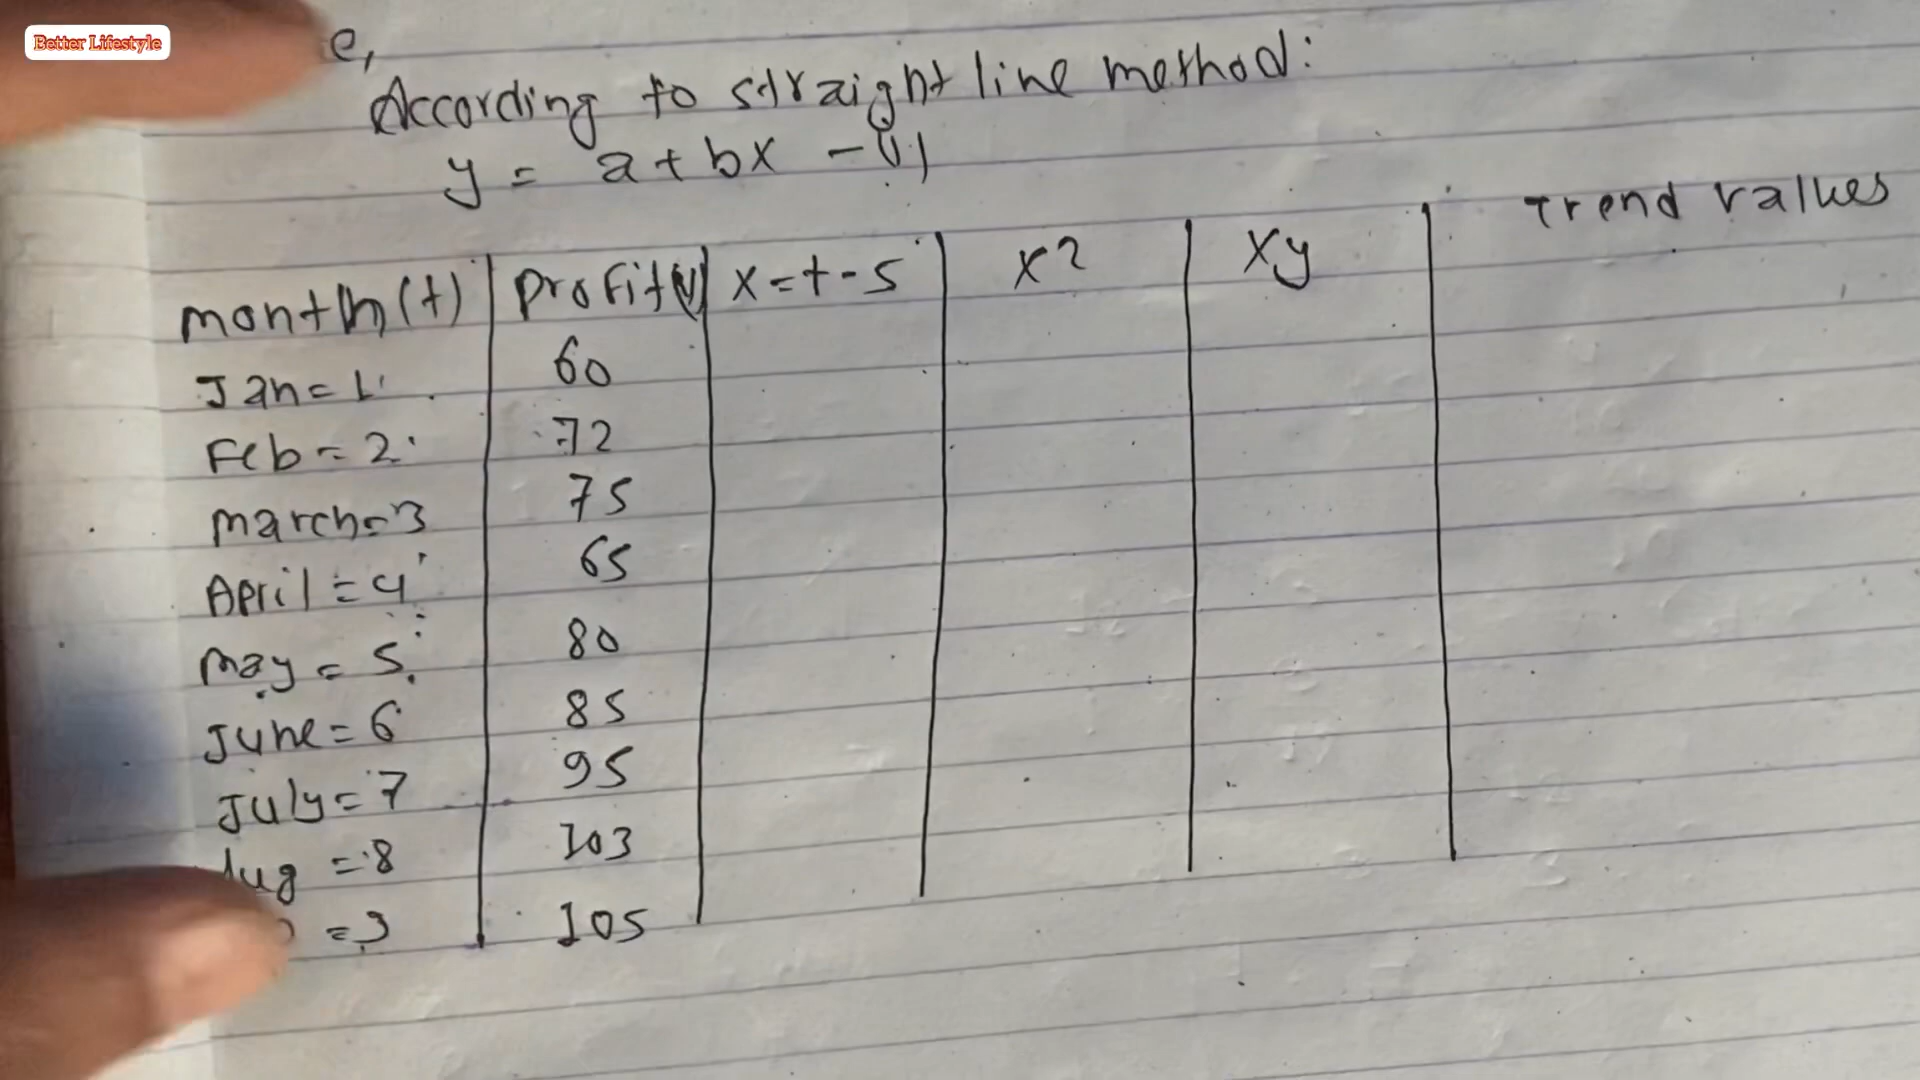 Better Lifestyle
e,
According to straight line method:
y = a + bx - (1)
Trend values
month(t) profit(y) x=t-5 x2 xy
Jan=1 60
Feb=2 72
March=3 75
April=4 65
May=5 80
June=6 85
July=7 95
Aug=8 103
=9 105